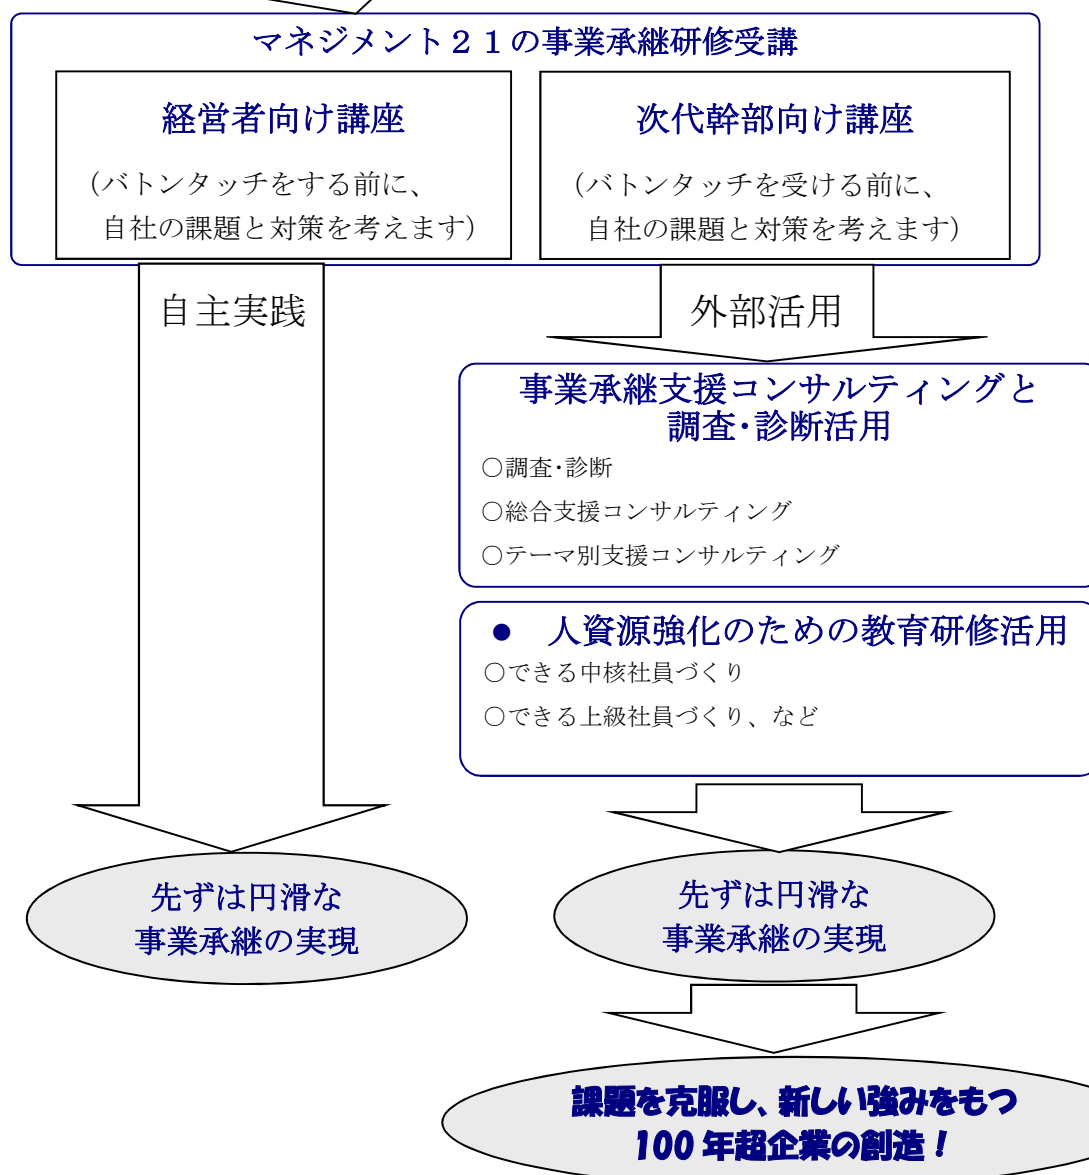 マネジメント２１の事業承継研修受講
経営者向け講座
（バトンタッチをする前に、
自社の課題と対策を考えます）
次代幹部向け講座
（バトンタッチを受ける前に、
自社の課題と対策を考えます）
自主実践
外部活用
事業承継支援コンサルティングと
調査・診断活用
○調査・診断
○総合支援コンサルティング
○テーマ別支援コンサルティング
● 人資源強化のための教育研修活用
○できる中核社員づくり
○できる上級社員づくり、など
先ずは円滑な
事業承継の実現
先ずは円滑な
事業承継の実現
課題を克服し、新しい強みをもつ
100 年超企業の創造！